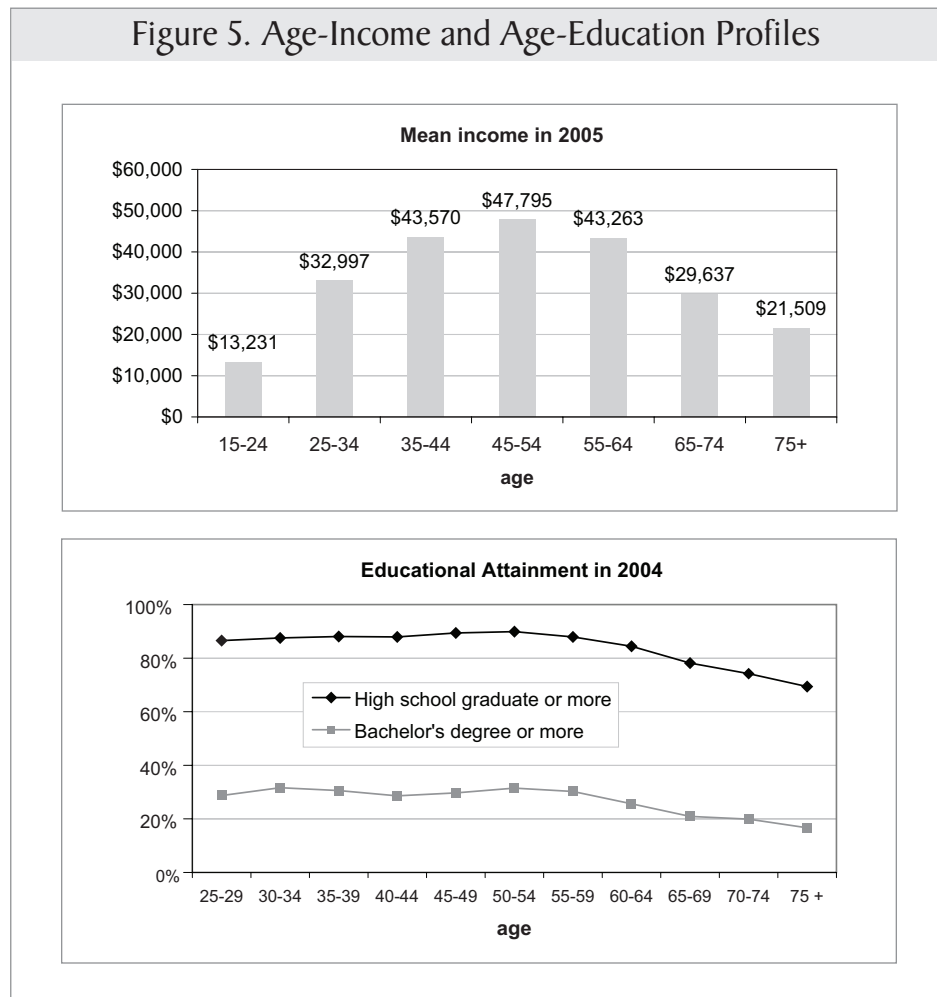 Figure 5. Age-Income and Age-Education Profiles
Mean income in 2005
$60,000
$50,000
$40,000
$30,000
$20,000
$10,000
$0
$13,231
$32,997
$43,570
$47,795
$43,263
$29,637
$21,509
15-24 25-34 35-44 45-54 55-64 65-74 75+
age
Educational Attainment in 2004
100%
80%
60%
40%
20%
0%
High school graduate or more
Bachelor's degree or more
25-29 30-34 35-39 40-44 45-49 50-54 55-59 60-64 65-69 70-74 75 +
age